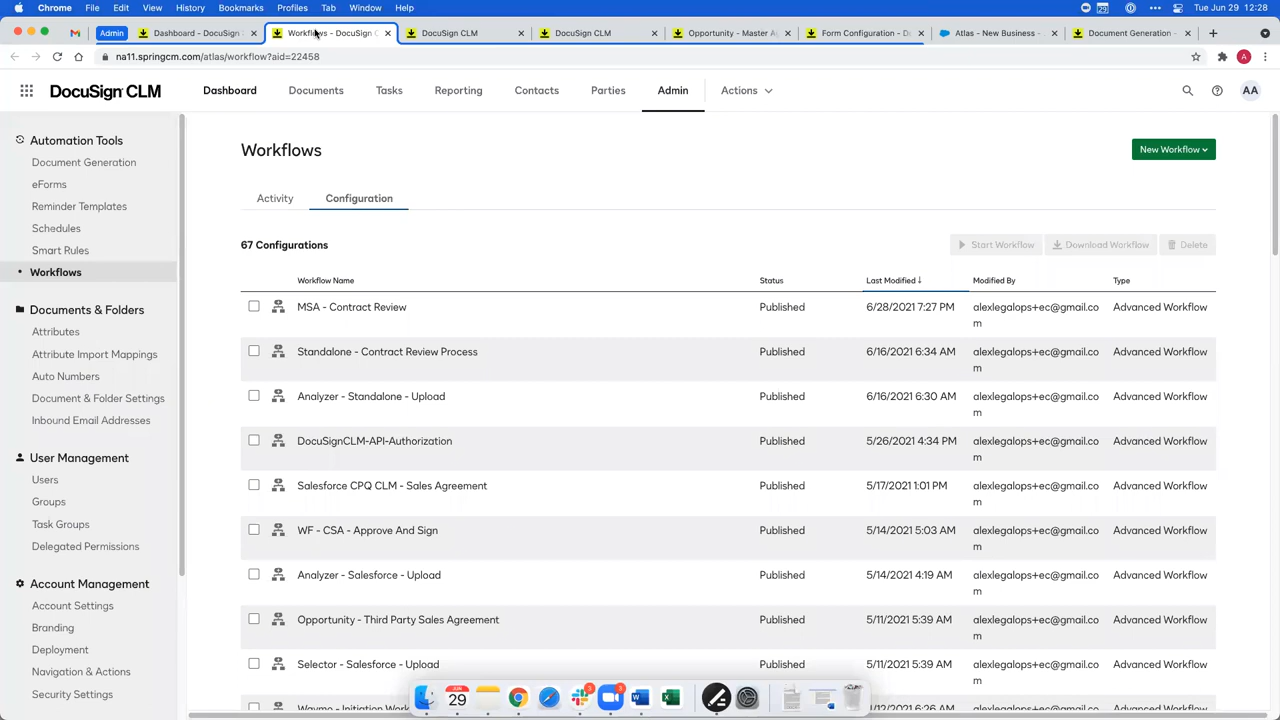 Chrome File Edit View History Bookmarks Profiles Tab Window Help Tue Jun 29 12:28
Admin Dashboard - DocuSign Workflows - DocuSign C DocuSign CLM DocuSign CLM Opportunity - Master A Form Configuration - D Atlas - New Business - Document Generation -
na11.springcm.com/atlas/workflow?aid=22458 A
DocuSign CLM Dashboard Documents Tasks Reporting Contacts Parties Admin Actions AA
Automation Tools
Document Generation
eForms
Reminder Templates
Schedules
Smart Rules
Workflows
Documents & Folders
Attributes
Attribute Import Mappings
Auto Numbers
Document & Folder Settings
Inbound Email Addresses
User Management
Users
Groups
Task Groups
Delegated Permissions
Account Management
Account Settings
Branding
Deployment
Navigation & Actions
Security Settings
Workflows
New Workflow
Activity Configuration
67 Configurations Start Workflow Download Workflow Delete
Workflow Name Status Last Modified ↓ Modified By Type
MSA - Contract Review Published 6/28/2021 7:27 PM alexlegalops+ec@gmail.co Advanced Workflow
m
Standalone - Contract Review Process Published 6/16/2021 6:34 AM alexlegalops+ec@gmail.co Advanced Workflow
m
Analyzer - Standalone - Upload Published 6/16/2021 6:30 AM alexlegalops+ec@gmail.co Advanced Workflow
m
DocuSignCLM-API-Authorization Published 5/26/2021 4:34 PM alexlegalops+ec@gmail.co Advanced Workflow
m
Salesforce CPQ CLM - Sales Agreement Published 5/17/2021 1:01 PM alexlegalops+ec@gmail.co Advanced Workflow
m
WF - CSA - Approve And Sign Published 5/14/2021 5:03 AM alexlegalops+ec@gmail.co Advanced Workflow
m
Analyzer - Salesforce - Upload Published 5/14/2021 4:19 AM alexlegalops+ec@gmail.co Advanced Workflow
m
Opportunity - Third Party Sales Agreement Published 5/11/2021 5:39 AM alexlegalops+ec@gmail.co Advanced Workflow
m
Selector - Salesforce - Upload Published 5/11/2021 5:39 AM alexlegalops+ec@gmail.co Advanced Workflow
JUN
29